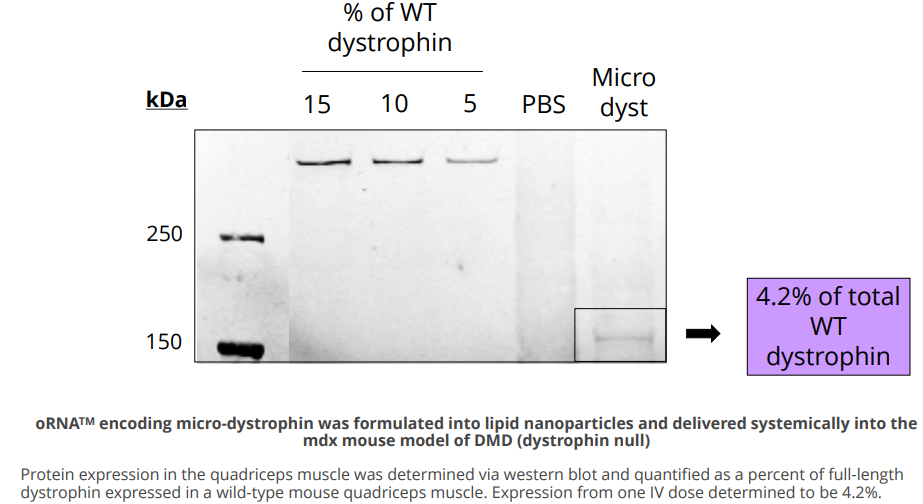 % of WT
dystrophin
kDa
15 10 5 PBS Micro
dyst
250
150
4.2% of total
WT
dystrophin
oRNA™ encoding micro-dystrophin was formulated into lipid nanoparticles and delivered systemically into the
mdx mouse model of DMD (dystrophin null)
Protein expression in the quadriceps muscle was determined via western blot and quantified as a percent of full-length
dystrophin expressed in a wild-type mouse quadriceps muscle. Expression from one IV dose determined to be 4.2%.